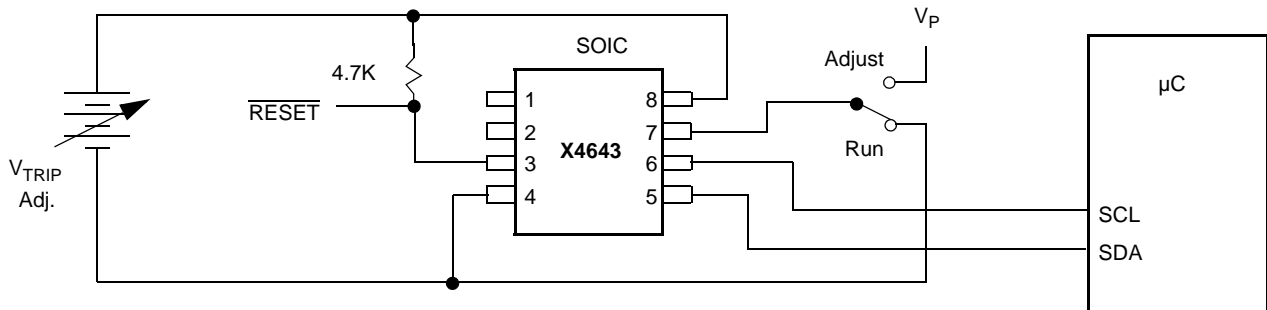 V_P
SOIC
Adjust
4.7K
µC
RESET
1
8
2
7
X4643
Run
3
6
V_TRIP
Adj.
4
5
SCL
SDA